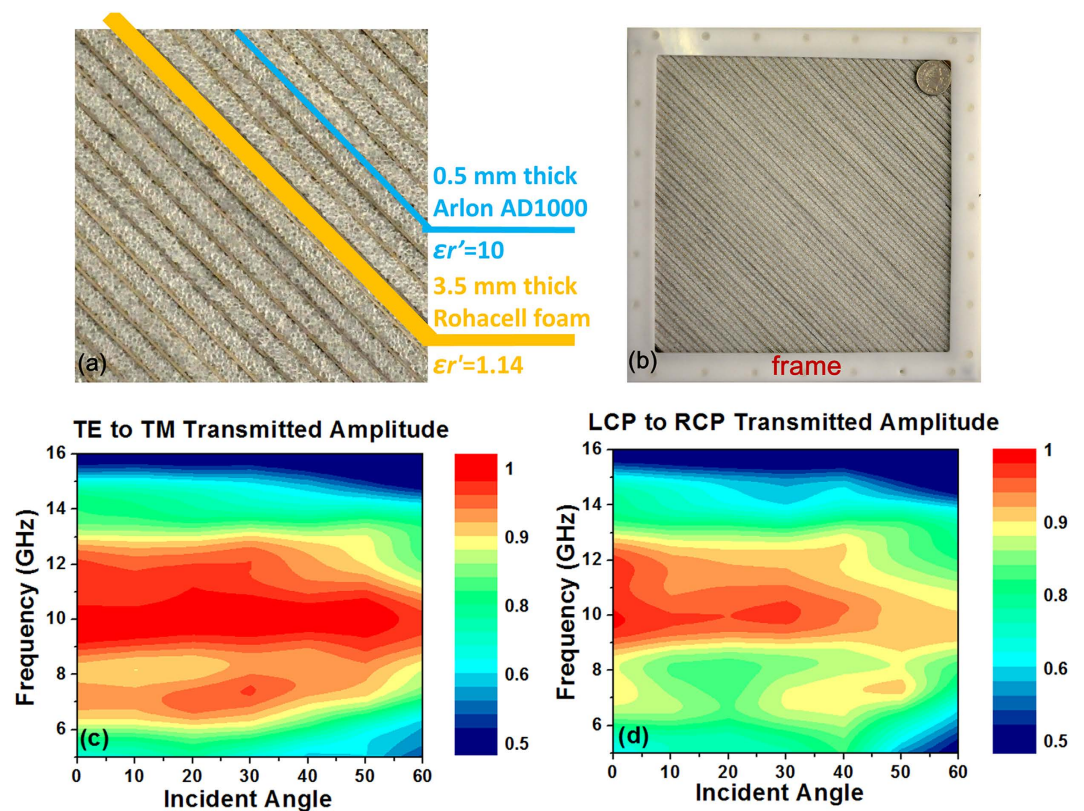 0.5 mm thick
Arlon AD1000
εr'=10
3.5 mm thick
Rohacell foam
εr'=1.14
(a)
(b)
frame
TE to TM Transmitted Amplitude
16
14
12
10
8
6
Frequency (GHz)
(c)
0 10 20 30 40 50 60
Incident Angle
1
0.9
0.8
0.6
0.5
LCP to RCP Transmitted Amplitude
16
14
12
10
8
6
Frequency (GHz)
(d)
0 10 20 30 40 50 60
Incident Angle
1
0.9
0.8
0.6
0.5